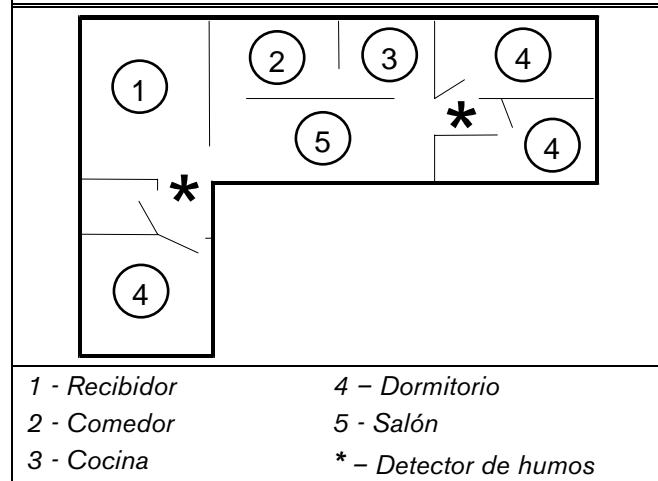 2
3
4
1
*
5
4
*
4
1 - Recibidor
4 – Dormitorio
2 - Comedor
5 - Salón
3 - Cocina
* – Detector de humos